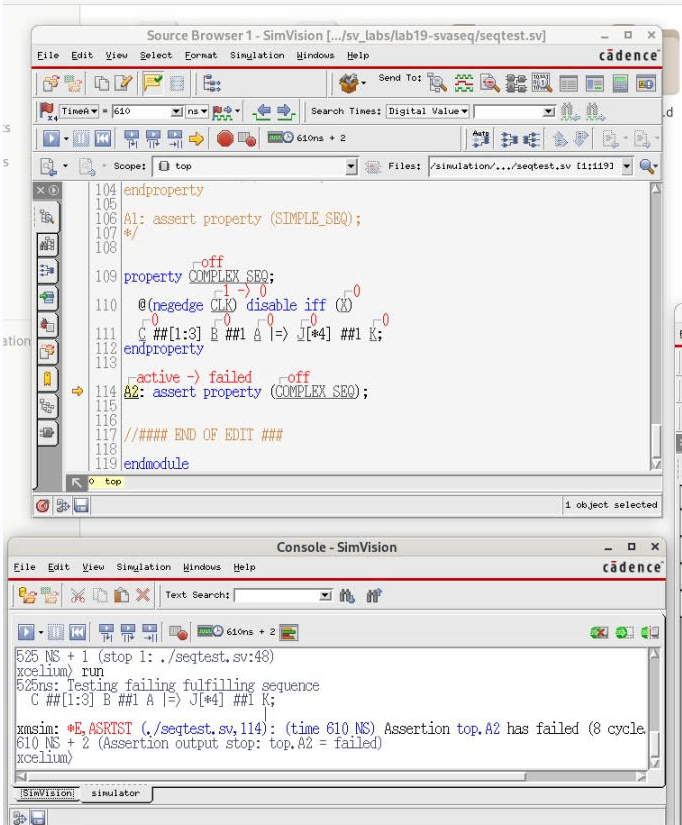 Source Browser 1 - SimVision [.../sv_labs/lab19-svaseq/seqtest.sv]
File Edit View Select Format Simulation Windows Help
cādence
Send To:
TimeA = 610 ns
Search Times: Digital Value
610ns + 2
Scope: top
Files: /simulation/.../seqtest.sv [1:119]
104 endproperty
105
106 A1: assert property (SIMPLE_SEQ);
107 */
108
off
109 property COMPLEX_SEQ;
1 -> 0 0
110 @(negedge CLK) disable iff (X)
0 0 0 0 0
111 C ##[1:3] B ##1 A |=> J[*4] ##1 K;
112 endproperty
113
active -> failed off
114 A2: assert property (COMPLEX_SEQ);
115
116
117 //#### END OF EDIT ###
118
119 endmodule
0 top
1 object selected
Console - SimVision
File Edit View Simulation Windows Help
cādence
Text Search:
610ns + 2
525 NS + 1 (stop 1: ./seqtest.sv:48)
xcelium> run
525ns: Testing failing fulfilling sequence
C ##[1:3] B ##1 A |=> J[*4] ##1 K;
xmsim: *E,ASRTST (./seqtest.sv,114): (time 610 NS) Assertion top.A2 has failed (8 cycle
610 NS + 2 (Assertion output stop: top.A2 = failed)
xcelium>
SimVision simulator